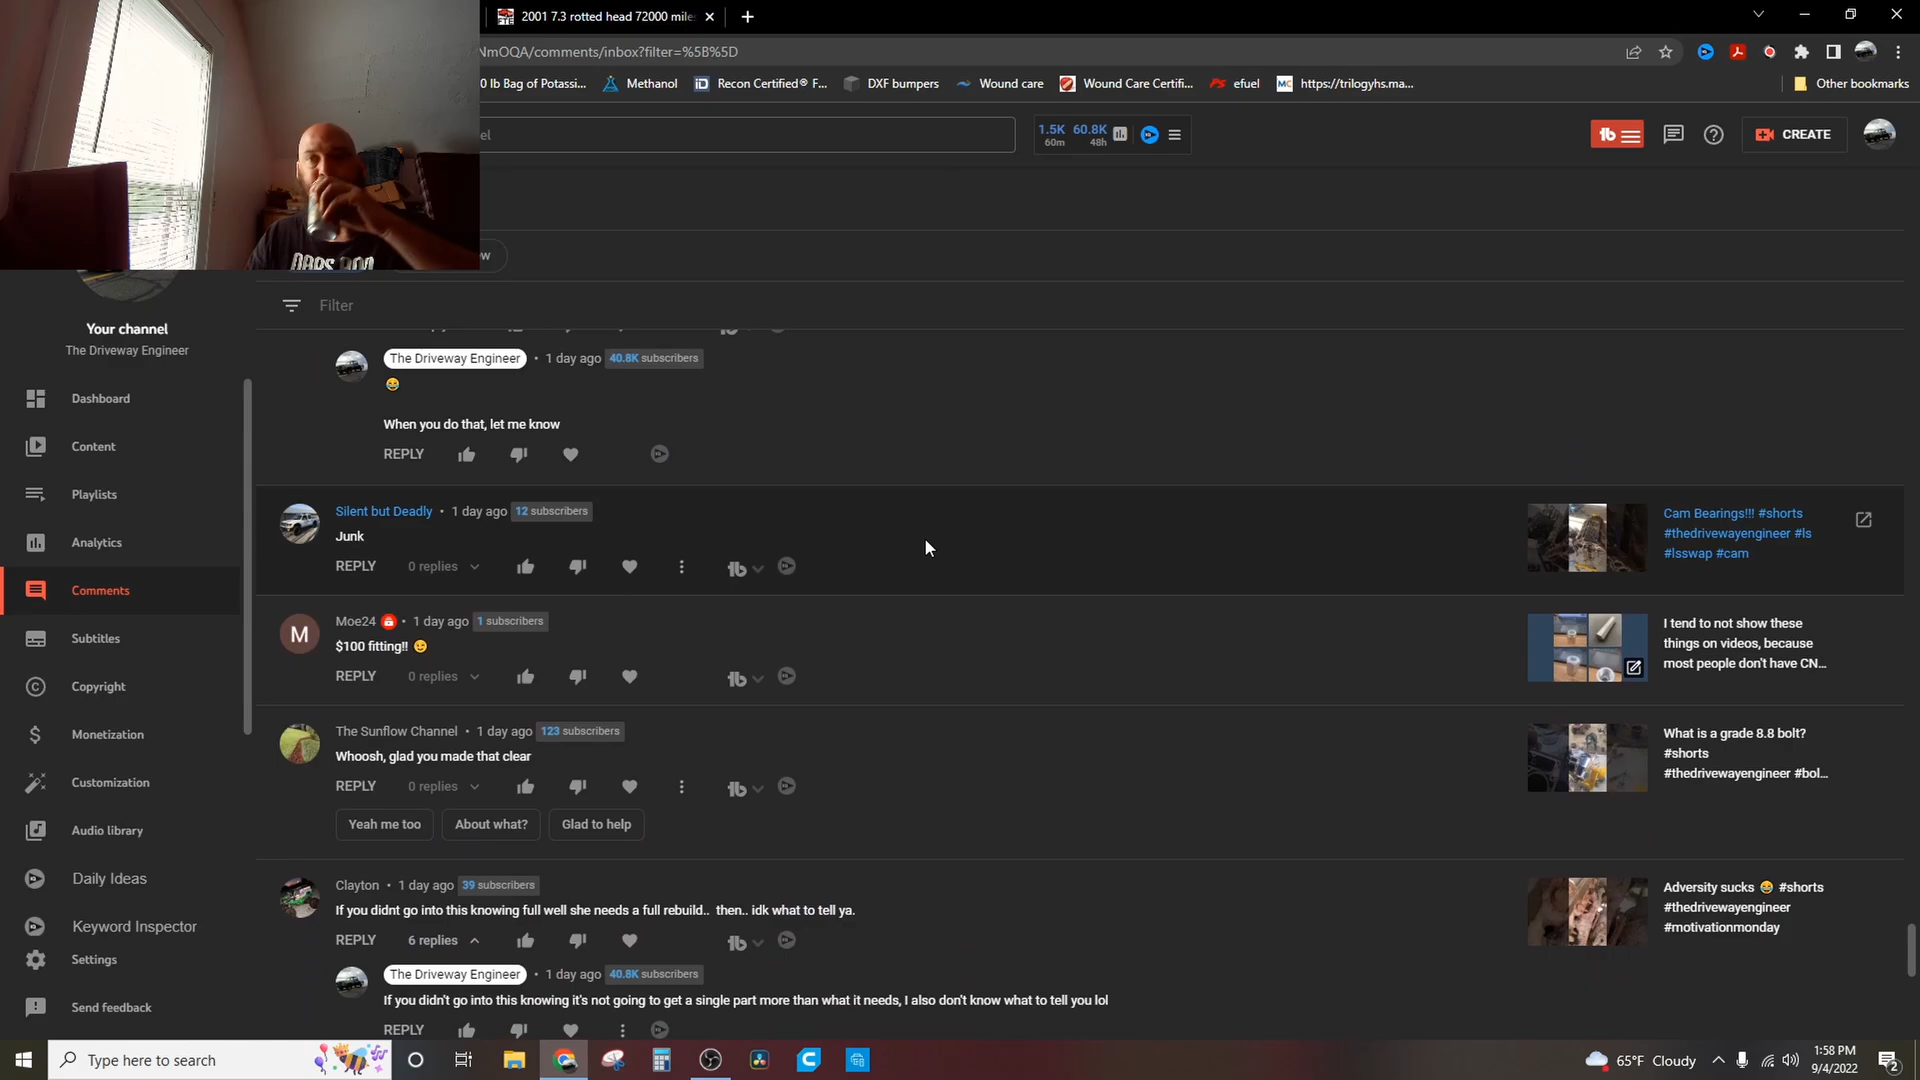 2001 7.3 rotted head 72000 mile
NmOQA/comments/inbox?filter=%5B%5D
0 lb Bag of Potassi... Methanol Recon Certified® F... DXF bumpers Wound care Wound Care Certifi... efuel https://trilogyhs.ma... Other bookmarks
el 1.5K 60.8K CREATE
60m 48h
ew
Filter
Your channel
The Driveway Engineer
Dashboard
Content
Playlists
Analytics
Comments
Subtitles
Copyright
Monetization
Customization
Audio library
Daily Ideas
Keyword Inspector
Settings
Send feedback
The Driveway Engineer • 1 day ago 40.8K subscribers
😂
When you do that, let me know
REPLY
Silent but Deadly • 1 day ago 12 subscribers
Junk
REPLY 0 replies
Cam Bearings!!! #shorts
#thedrivewayengineer #ls
#lsswap #cam
Moe24 • 1 day ago 1 subscribers
$100 fitting!! 😉
REPLY 0 replies
I tend to not show these
things on videos, because
most people don't have CN...
The Sunflow Channel • 1 day ago 123 subscribers
Whoosh, glad you made that clear
REPLY 0 replies
Yeah me too About what? Glad to help
What is a grade 8.8 bolt?
#shorts
#thedrivewayengineer #bol...
Clayton • 1 day ago 39 subscribers
If you didnt go into this knowing full well she needs a full rebuild.. then.. idk what to tell ya.
REPLY 6 replies
Adversity sucks 😂 #shorts
#thedrivewayengineer
#motivationmonday
The Driveway Engineer • 1 day ago 40.8K subscribers
If you didn't go into this knowing it's not going to get a single part more than what it needs, I also don't know what to tell you lol
REPLY
Type here to search 65°F Cloudy 1:58 PM
9/4/2022
2